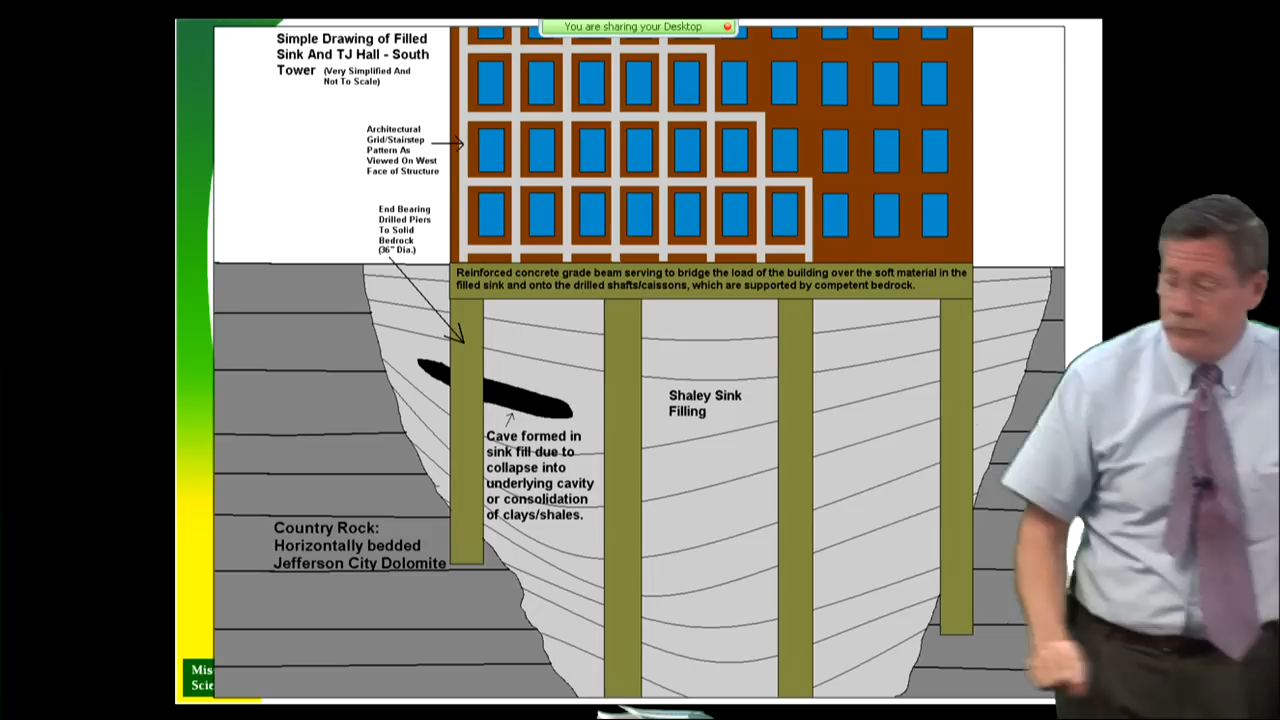 You are sharing your Desktop
Simple Drawing of Filled
Sink And TJ Hall - South
Tower (Very Simplified And
Not To Scale)
Architectural
Grid/Stairstep
Pattern As
Viewed On West
Face of Structure
End Bearing
Drilled Piers
To Solid
Bedrock
(36" Dia.)
Reinforced concrete grade beam serving to bridge the load of the building over the soft material in the
filled sink and onto the drilled shafts/caissons, which are supported by competent bedrock.
Shaley Sink
Filling
Cave formed in
sink fill due to
collapse into
underlying cavity
or consolidation
of clays/shales.
Country Rock:
Horizontally bedded
Jefferson City Dolomite
Mis
Scie